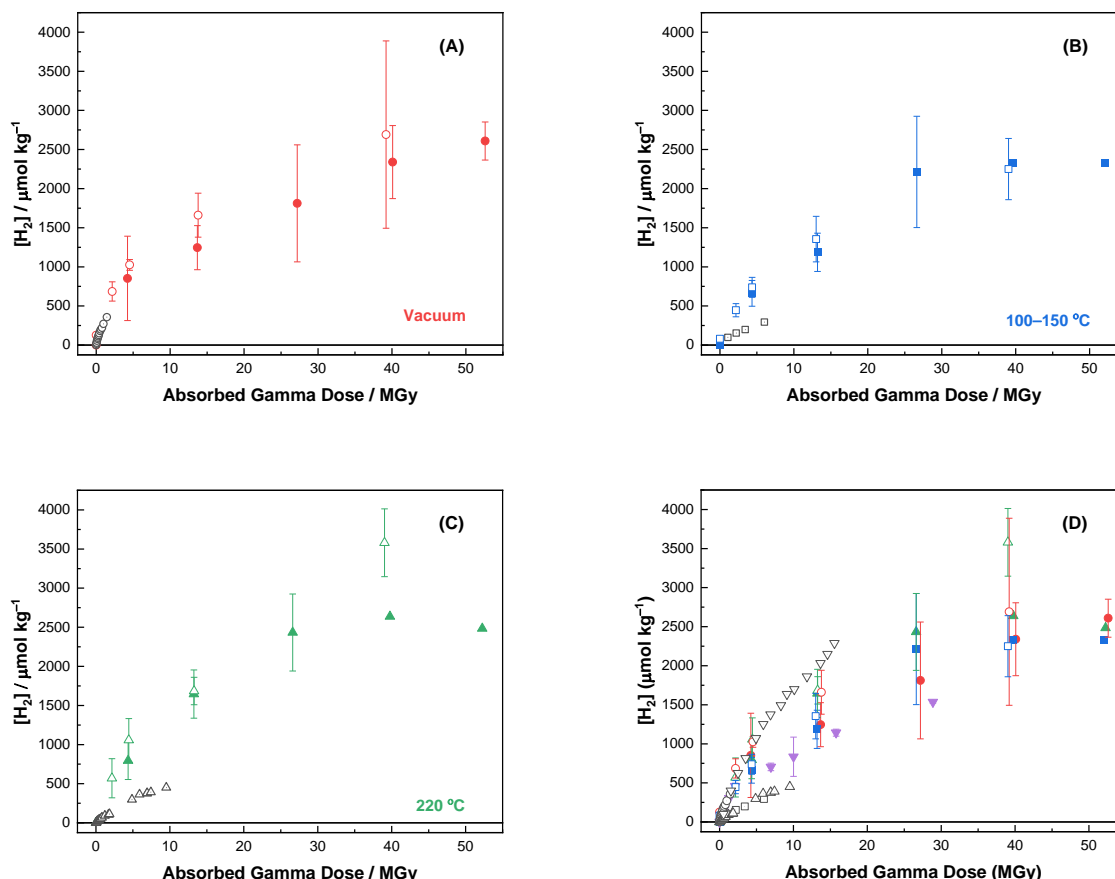 (A)
4000
3500
3000
2500
2000
1500
1000
500
0
[H₂] / μmol kg⁻¹
Vacuum
0 10 20 30 40 50
Absorbed Gamma Dose / MGy
(B)
4000
3500
3000
2500
2000
1500
1000
500
0
[H₂] / μmol kg⁻¹
100–150 ºC
0 10 20 30 40 50
Absorbed Gamma Dose / MGy
(C)
4000
3500
3000
2500
2000
1500
1000
500
0
[H₂] / μmol kg⁻¹
220 ºC
0 10 20 30 40 50
Absorbed Gamma Dose / MGy
(D)
4000
3500
3000
2500
2000
1500
1000
500
0
[H₂] (μmol kg⁻¹)
0 10 20 30 40 50
Absorbed Gamma Dose (MGy)